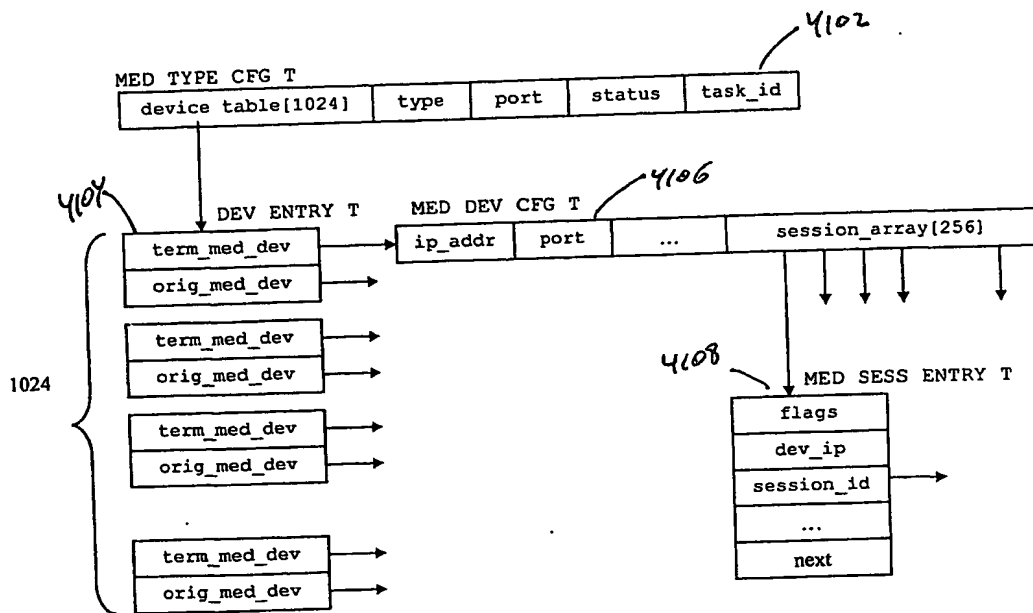 4102
MED TYPE CFG T
device table[1024] type port status task_id
4104
4106
DEV ENTRY T
MED DEV CFG T
term_med_dev
orig_med_dev
ip_addr port ... session_array[256]
term_med_dev
orig_med_dev
1024
4108
MED SESS ENTRY T
term_med_dev
orig_med_dev
flags
dev_ip
session_id
...
next
term_med_dev
orig_med_dev